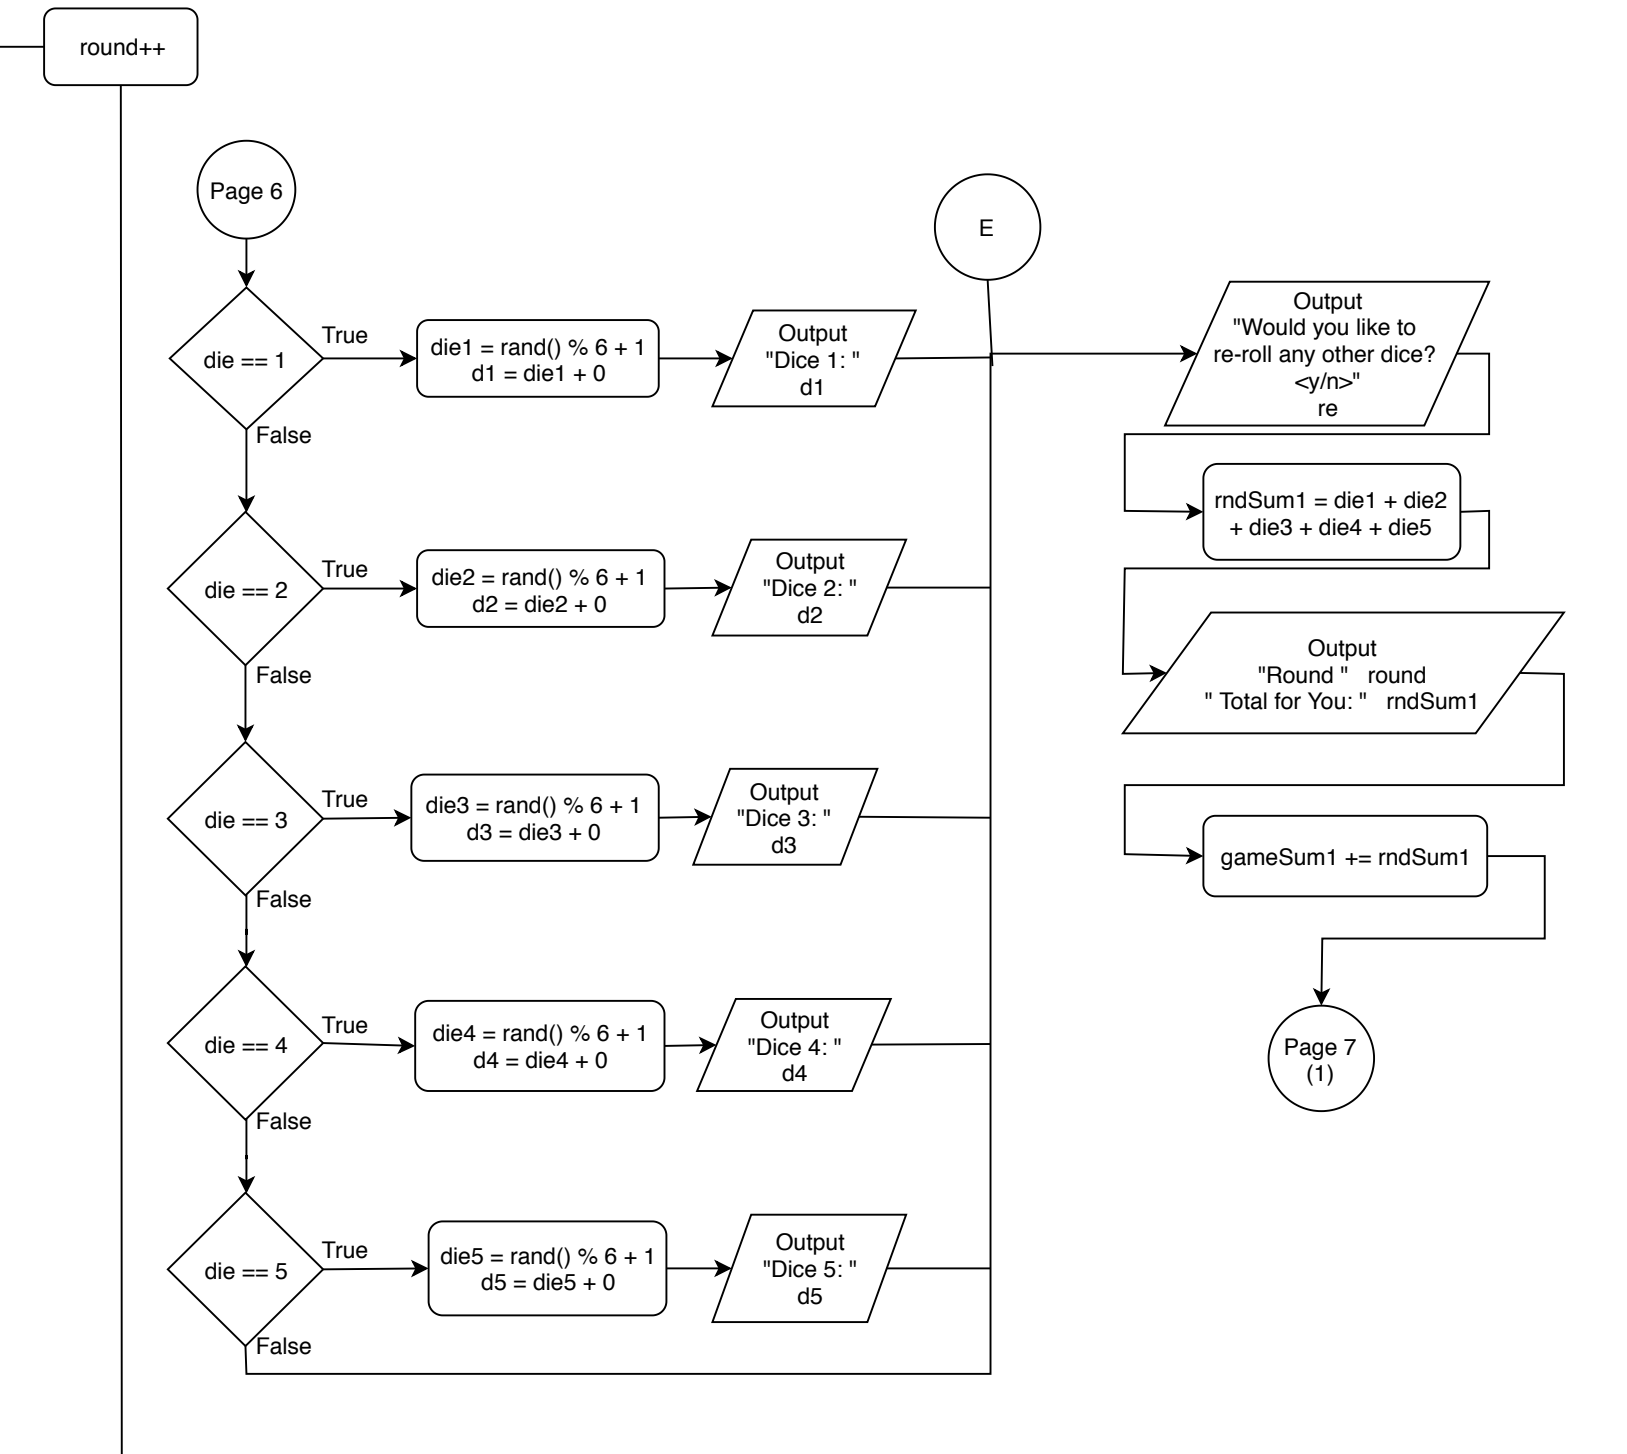 round++
Page 6
E
die == 1
True
False
die1 = rand() % 6 + 1
d1 = die1 + 0
Output
"Dice 1: "
d1
die == 2
True
False
die2 = rand() % 6 + 1
d2 = die2 + 0
Output
"Dice 2: "
d2
die == 3
True
False
die3 = rand() % 6 + 1
d3 = die3 + 0
Output
"Dice 3: "
d3
die == 4
True
False
die4 = rand() % 6 + 1
d4 = die4 + 0
Output
"Dice 4: "
d4
die == 5
True
False
die5 = rand() % 6 + 1
d5 = die5 + 0
Output
"Dice 5: "
d5
Output
"Would you like to
re-roll any other dice?
<y/n>"
re
rndSum1 = die1 + die2
+ die3 + die4 + die5
Output
"Round " round
" Total for You: " rndSum1
gameSum1 += rndSum1
Page 7
(1)